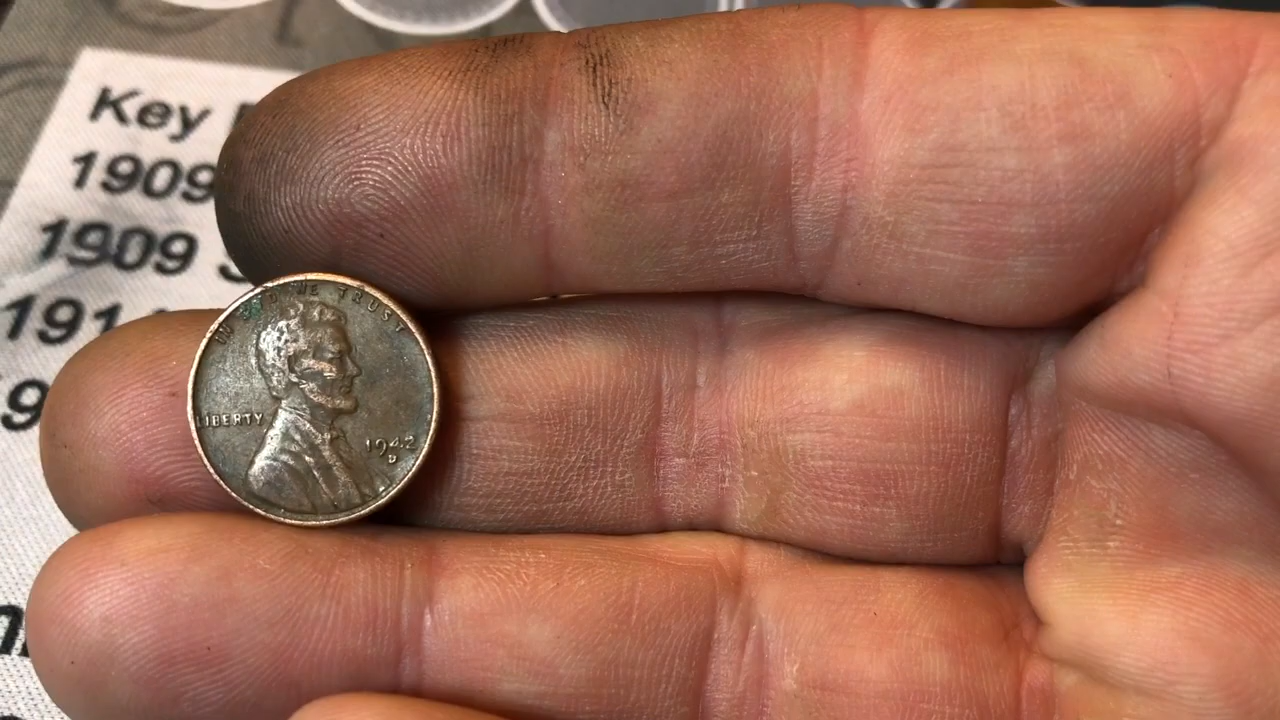 Key
1909
1909 S
191
9
IN GOD WE TRUST
LIBERTY
1942
D